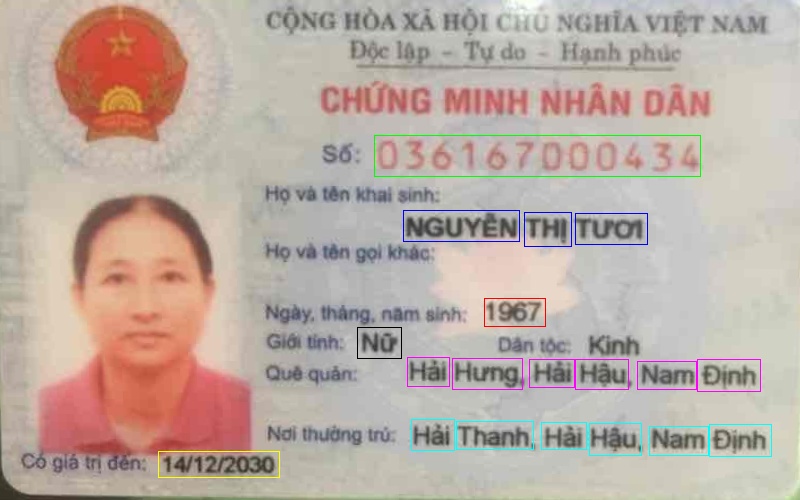 CỘNG HÒA XÃ HỘI CHỦ NGHĨA VIỆT NAM
Độc lập - Tự do - Hạnh phúc
CHỨNG MINH NHÂN DÂN
Số: 036167000434
Họ và tên khai sinh:
NGUYỄN THỊ TƯƠI
Họ và tên gọi khác:
Ngày, tháng, năm sinh: 1967
Giới tính: Nữ Dân tộc: Kinh
Quê quán: Hải Hưng, Hải Hậu, Nam Định
Nơi thường trú: Hải Thanh, Hải Hậu, Nam Định
Có giá trị đến: 14/12/2030